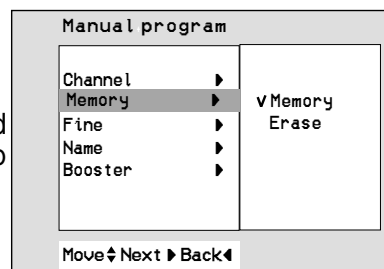 Manual program
Channel ▶
Memory ▶
Fine ▶
Name ▶
Booster ▶
√ Memory
Erase
Move ▲▼ Next ▶ Back ◀